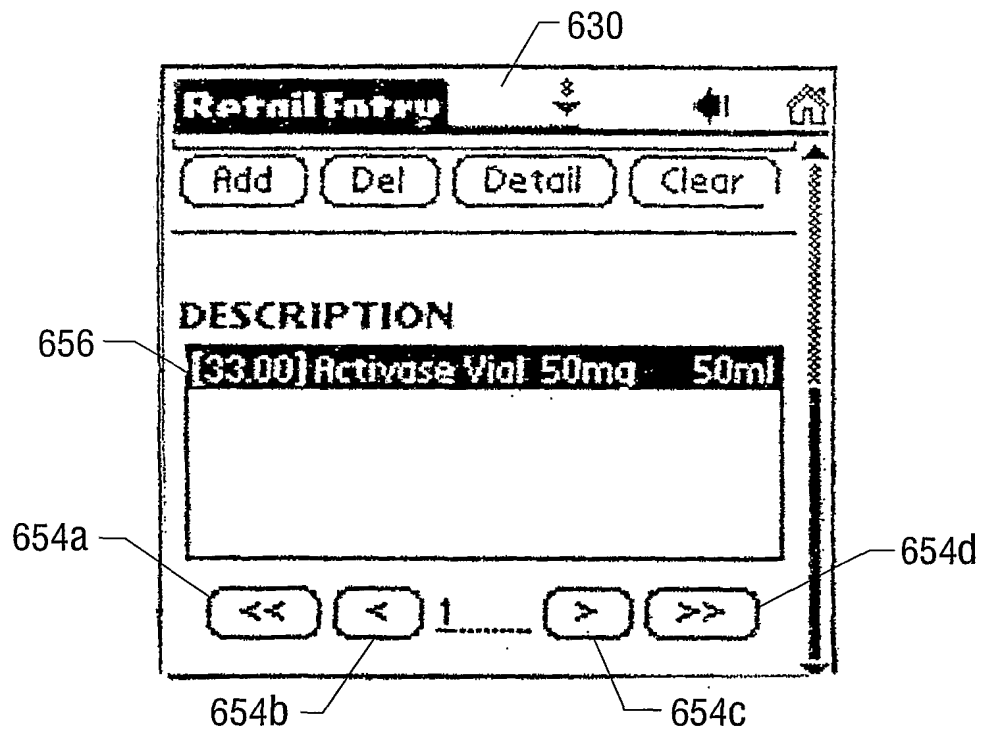 630
Retail Entry
Add Del Detail Clear
DESCRIPTION
656
[33.00] Activase Vial 50mg 50ml
654a
654d
<< < 1 > >>
654b
654c